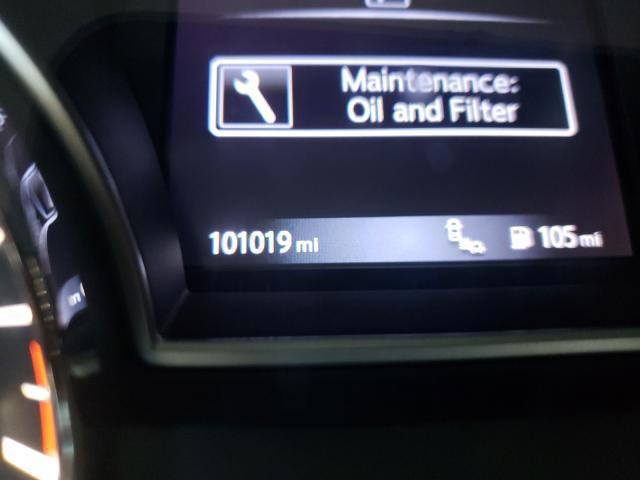 Maintenance:
Oil and Filter
101019 mi 105 mi